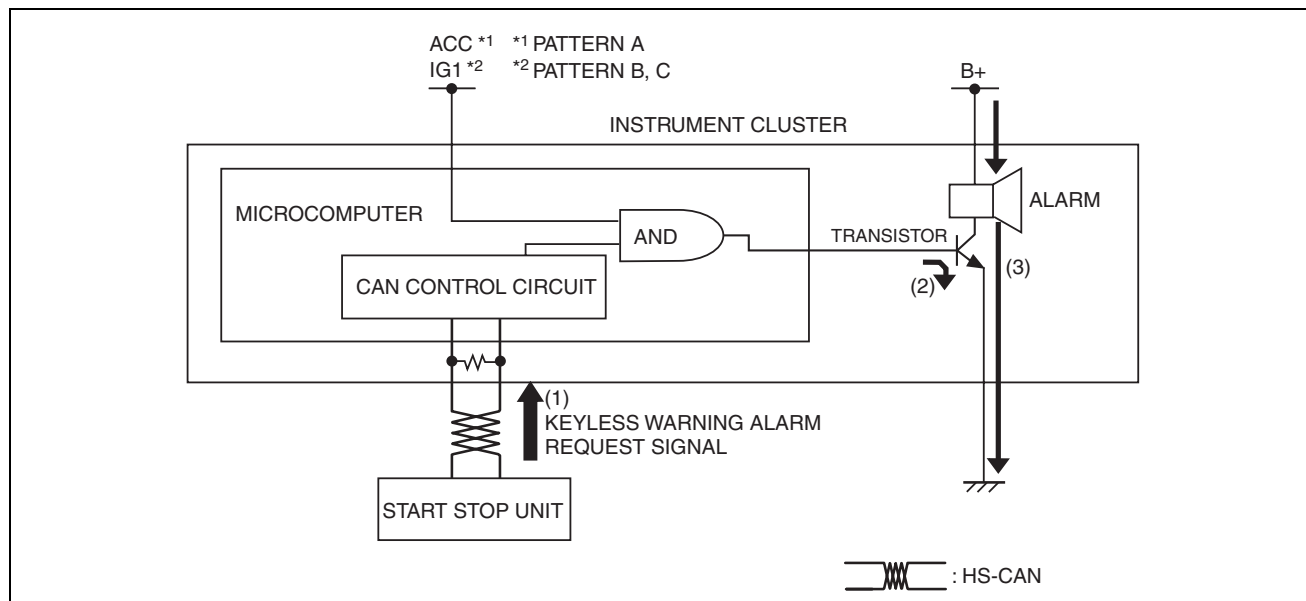 ACC *1 *1 PATTERN A
IG1 *2 *2 PATTERN B, C
B+
INSTRUMENT CLUSTER
MICROCOMPUTER
AND
TRANSISTOR
ALARM
CAN CONTROL CIRCUIT
(2)
(3)
(1)
KEYLESS WARNING ALARM
REQUEST SIGNAL
START STOP UNIT
: HS-CAN